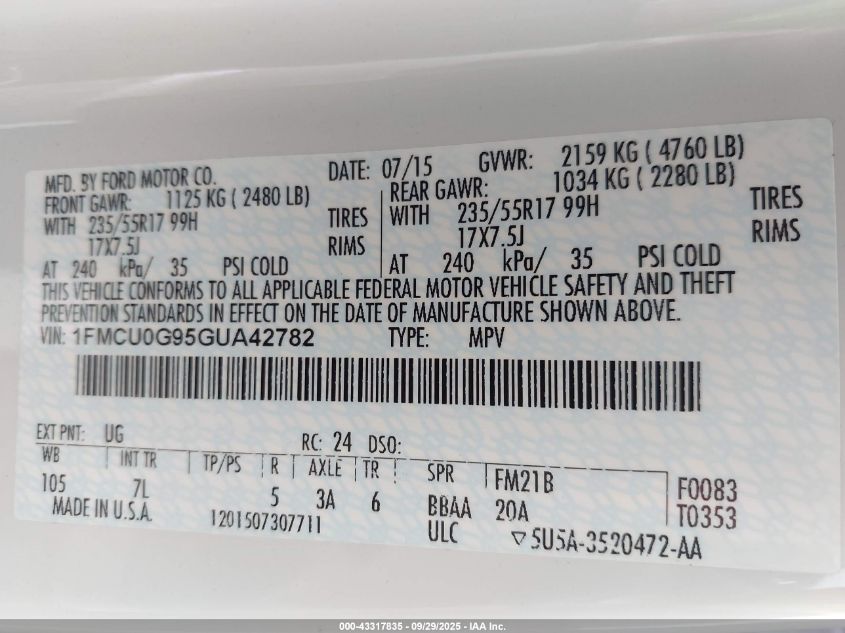 MFD. BY FORD MOTOR CO. DATE: 07/15 GVWR: 2159 KG ( 4760 LB)
FRONT GAWR: 1125 KG ( 2480 LB) REAR GAWR: 1034 KG ( 2280 LB)
WITH 235/55R17 99H TIRES WITH 235/55R17 99H TIRES
17X7.5J RIMS 17X7.5J RIMS
AT 240 kPa/ 35 PSI COLD AT 240 kPa/ 35 PSI COLD
THIS VEHICLE CONFORMS TO ALL APPLICABLE FEDERAL MOTOR VEHICLE SAFETY AND THEFT
PREVENTION STANDARDS IN EFFECT ON THE DATE OF MANUFACTURE SHOWN ABOVE.
VIN: 1FMCU0G95GUA42782 TYPE: MPV
EXT PNT: UG RC: 24 DSO:
WB INT TR TP/PS R AXLE TR SPR FM21B F0083
105 7L 5 3A 6 BBAA 20A T0353
MADE IN U.S.A. 1201507307711 ULC ▽5U5A-3520472-AA
000-43317835 - 09/29/2025 - IAA Inc.